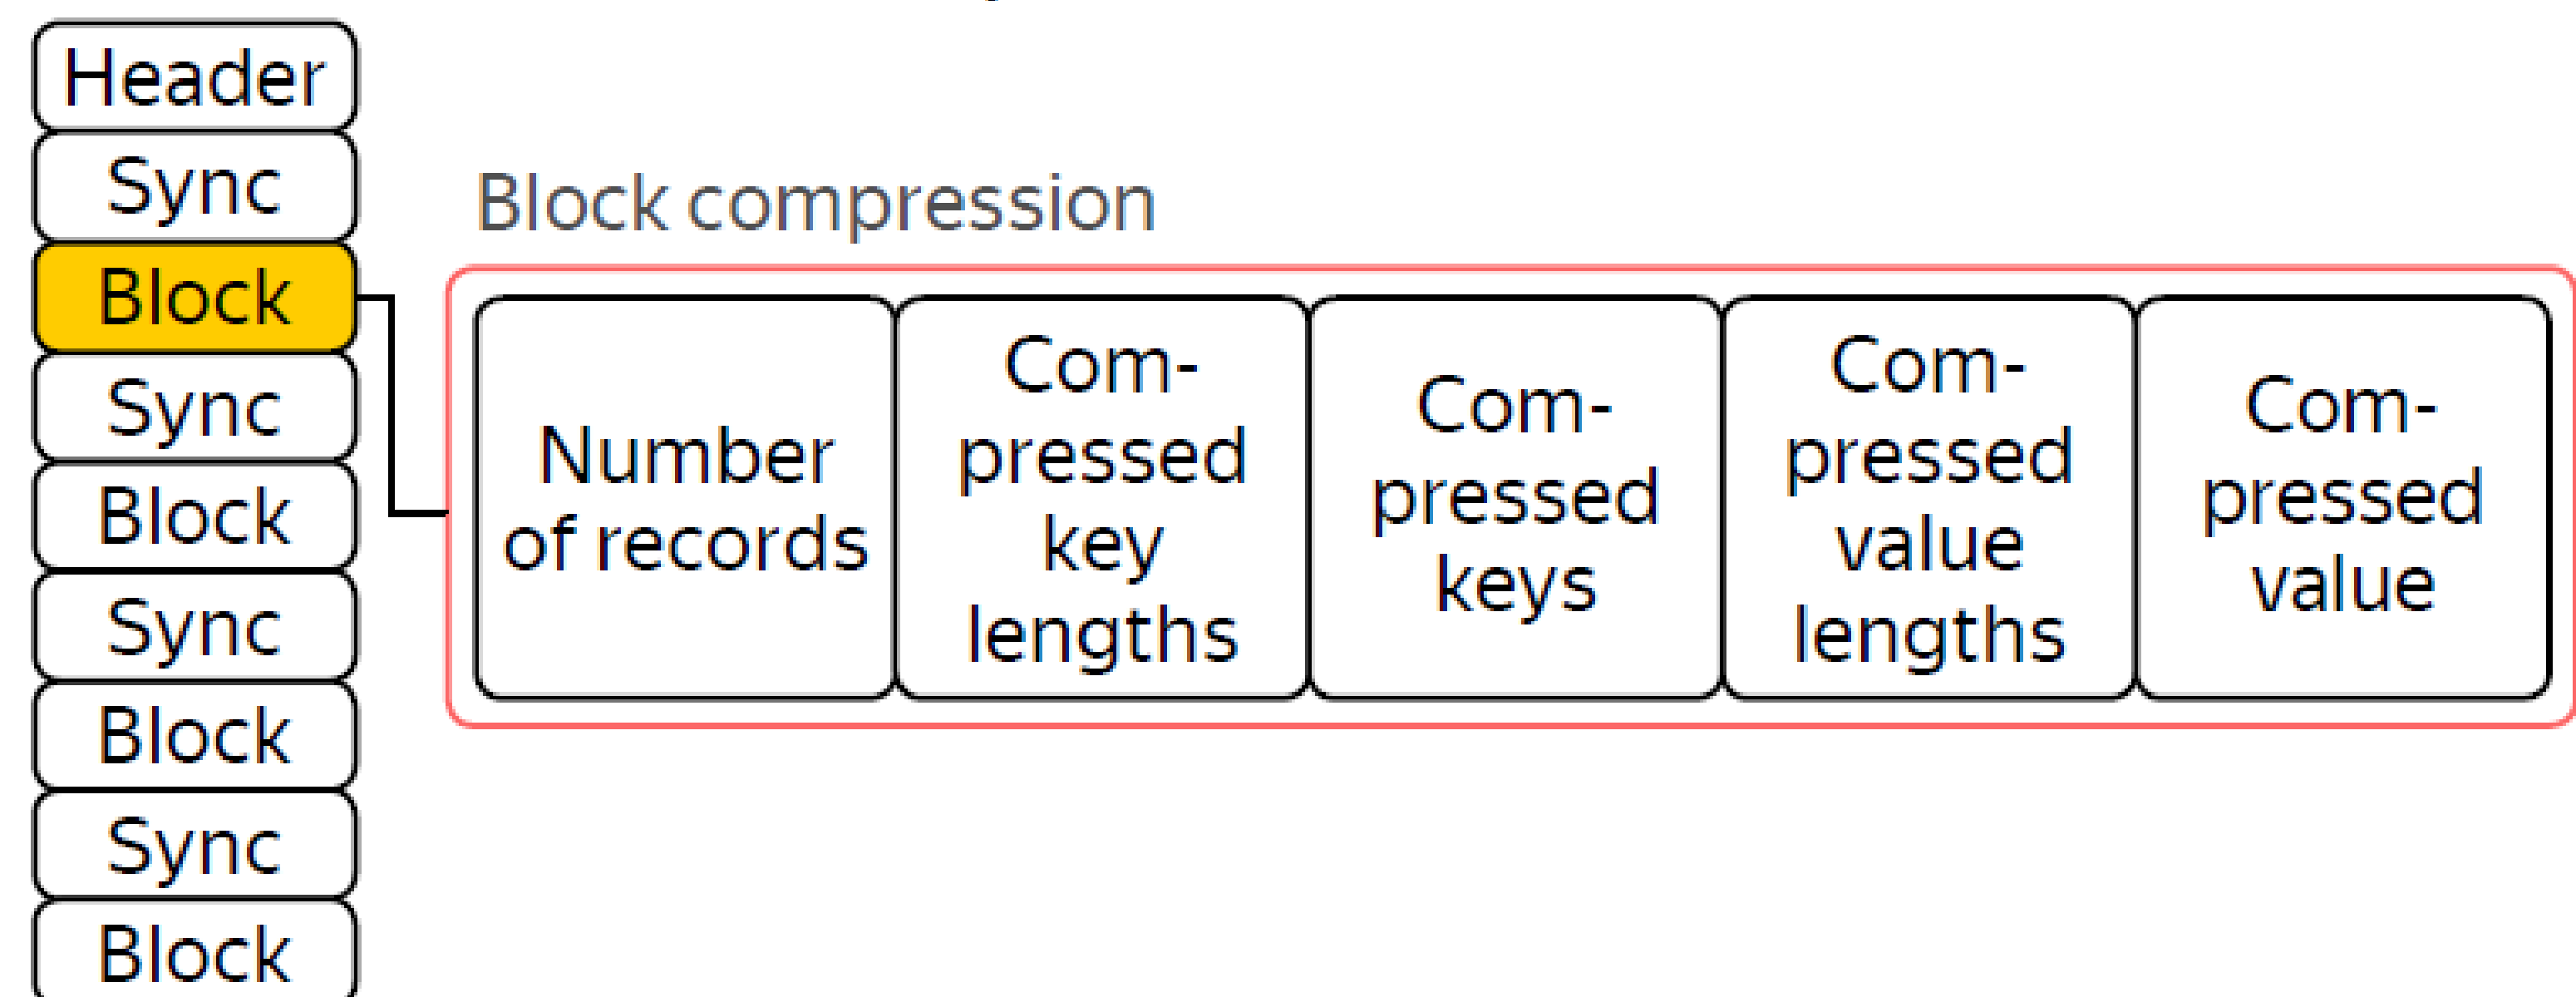 Header
Sync
Block
Sync
Block
Sync
Block
Sync
Block
Block compression
Number
of records
Com-
pressed
key
lengths
Com-
pressed
keys
Com-
pressed
value
lengths
Com-
pressed
value